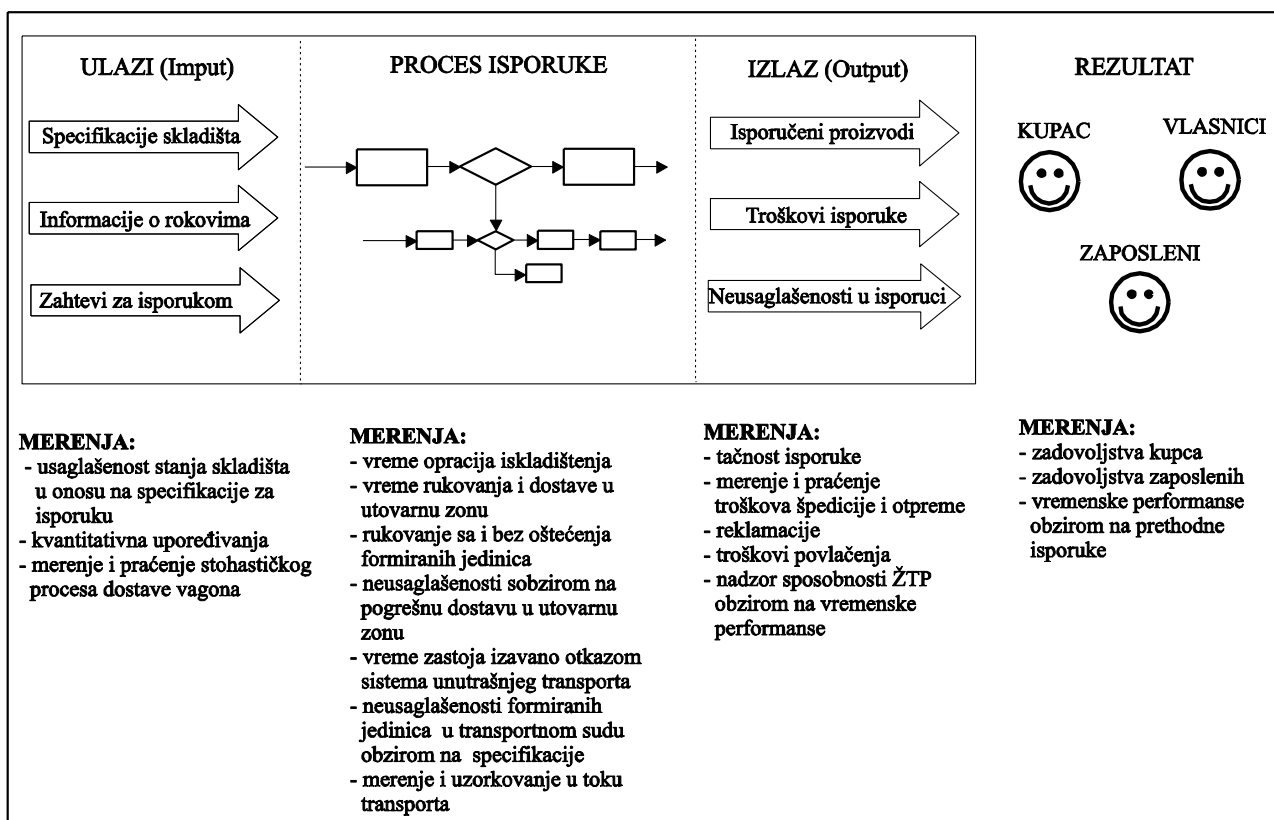 ULAZI (Imput)
Specifikacije skladišta
Informacije o rokovima
Zahtevi za isporukom
PROCES ISPORUKE
IZLAZ (Output)
Isporučeni proizvodi
Troškovi isporuke
Neusaglašenosti u isporuci
REZULTAT
KUPAC
VLASNICI
ZAPOSLENI
MERENJA:
- usaglašenost stanja skladišta
u onosu na specifikacije za
isporuku
- kvantitativna upoređivanja
- merenje i praćenje stohastičkog
procesa dostave vagona
MERENJA:
- vreme opracija iskladištenja
- vreme rukovanja i dostave u
utovarnu zonu
- rukovanje sa i bez oštećenja
formiranih jedinica
- neusaglašenosti sobzirom na
pogrešnu dostavu u utovarnu
zonu
- vreme zastoja izavano otkazom
sistema unutrašnjeg transporta
- neusaglašenosti formiranih
jedinica u transportnom sudu
obzirom na specifikacije
- merenje i uzorkovanje u toku
transporta
MERENJA:
- tačnost isporuke
- merenje i praćenje
troškova špedicije i otpreme
- reklamacije
- troškovi povlačenja
- nadzor sposobnosti ŽTP
obzirom na vremenske
performanse
MERENJA:
- zadovoljstva kupca
- zadovoljstva zaposlenih
- vremenske performanse
obzirom na prethodne
isporuke